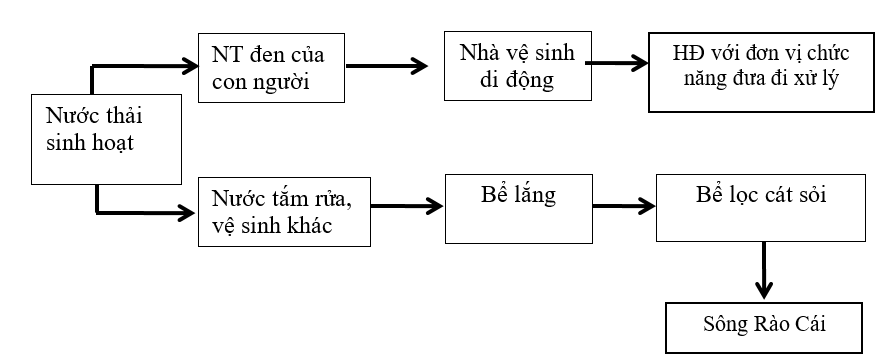 Nước thải
sinh hoạt
NT đen của
con người
Nhà vệ sinh
di động
HĐ với đơn vị chức
năng đưa đi xử lý
Nước tắm rửa,
vệ sinh khác
Bể lắng
Bể lọc cát sỏi
Sông Rào Cái